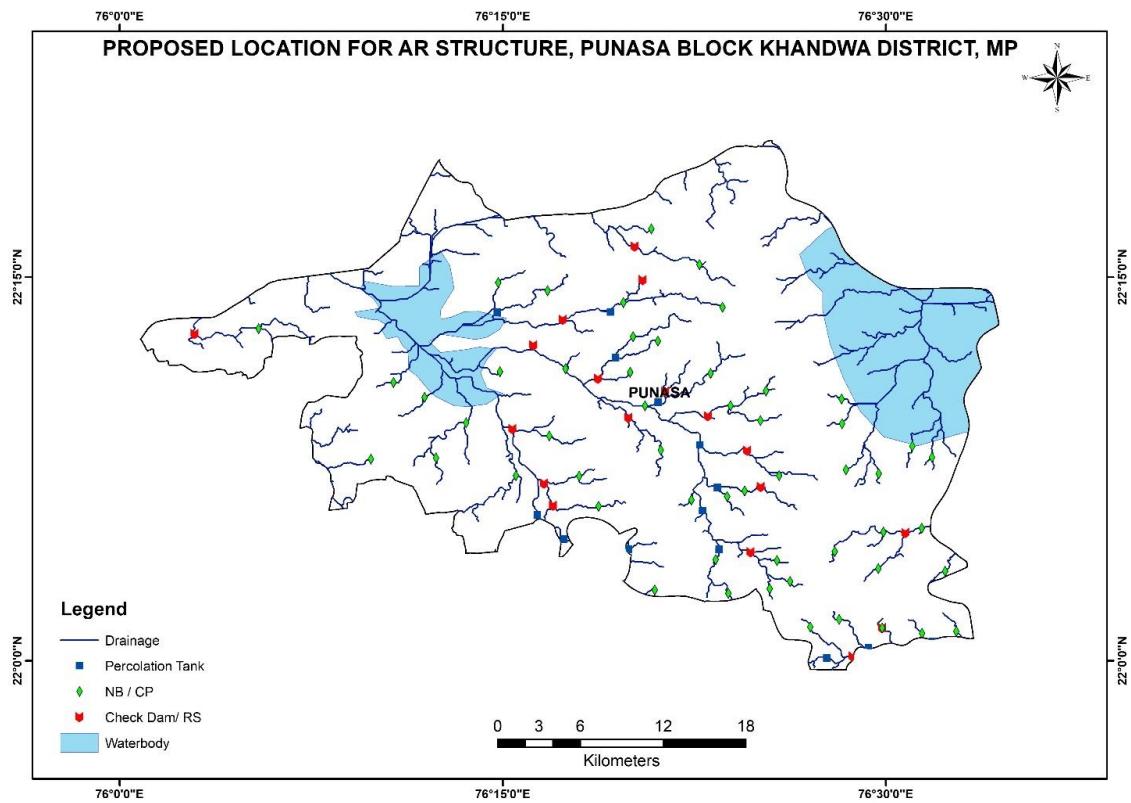 76°0'0"E 76°15'0"E 76°30'0"E
PROPOSED LOCATION FOR AR STRUCTURE, PUNASA BLOCK KHANDWA DISTRICT, MP
N
W E
S
22°15'0"N 22°15'0"N
PUNASA
Legend
Drainage
Percolation Tank
NB / CP
Check Dam/ RS
Waterbody
0 3 6 12 18
Kilometers
22°0'0"N 22°0'0"N
76°0'0"E 76°15'0"E 76°30'0"E